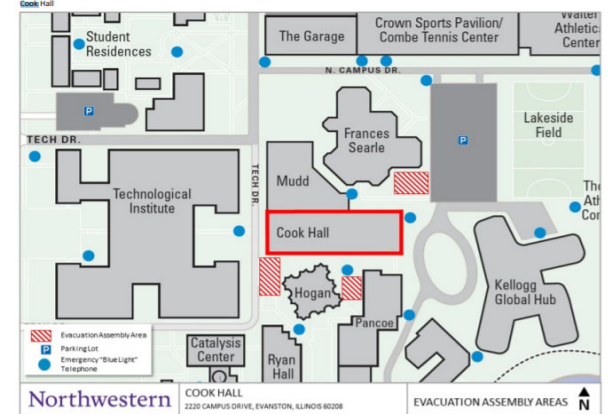 Cook Hall
Student
Residences
The Garage
Crown Sports Pavilion/
Combe Tennis Center
Walter
Athletic
Center
N. CAMPUS DR.
P
P
TECH DR.
Frances
Searle
Lakeside
Field
Technological
Institute
TECH DR.
Mudd
The
Ath
Cook Hall
Hogan
Kellogg
Global Hub
Pancoe
Catalysis
Center
Ryan
Hall
Evacuation Assembly Area
P Parking Lot
Emergency "Blue Light"
Telephone
Northwestern
COOK HALL
2220 CAMPUS DRIVE, EVANSTON, ILLINOIS 60208
EVACUATION ASSEMBLY AREAS
N